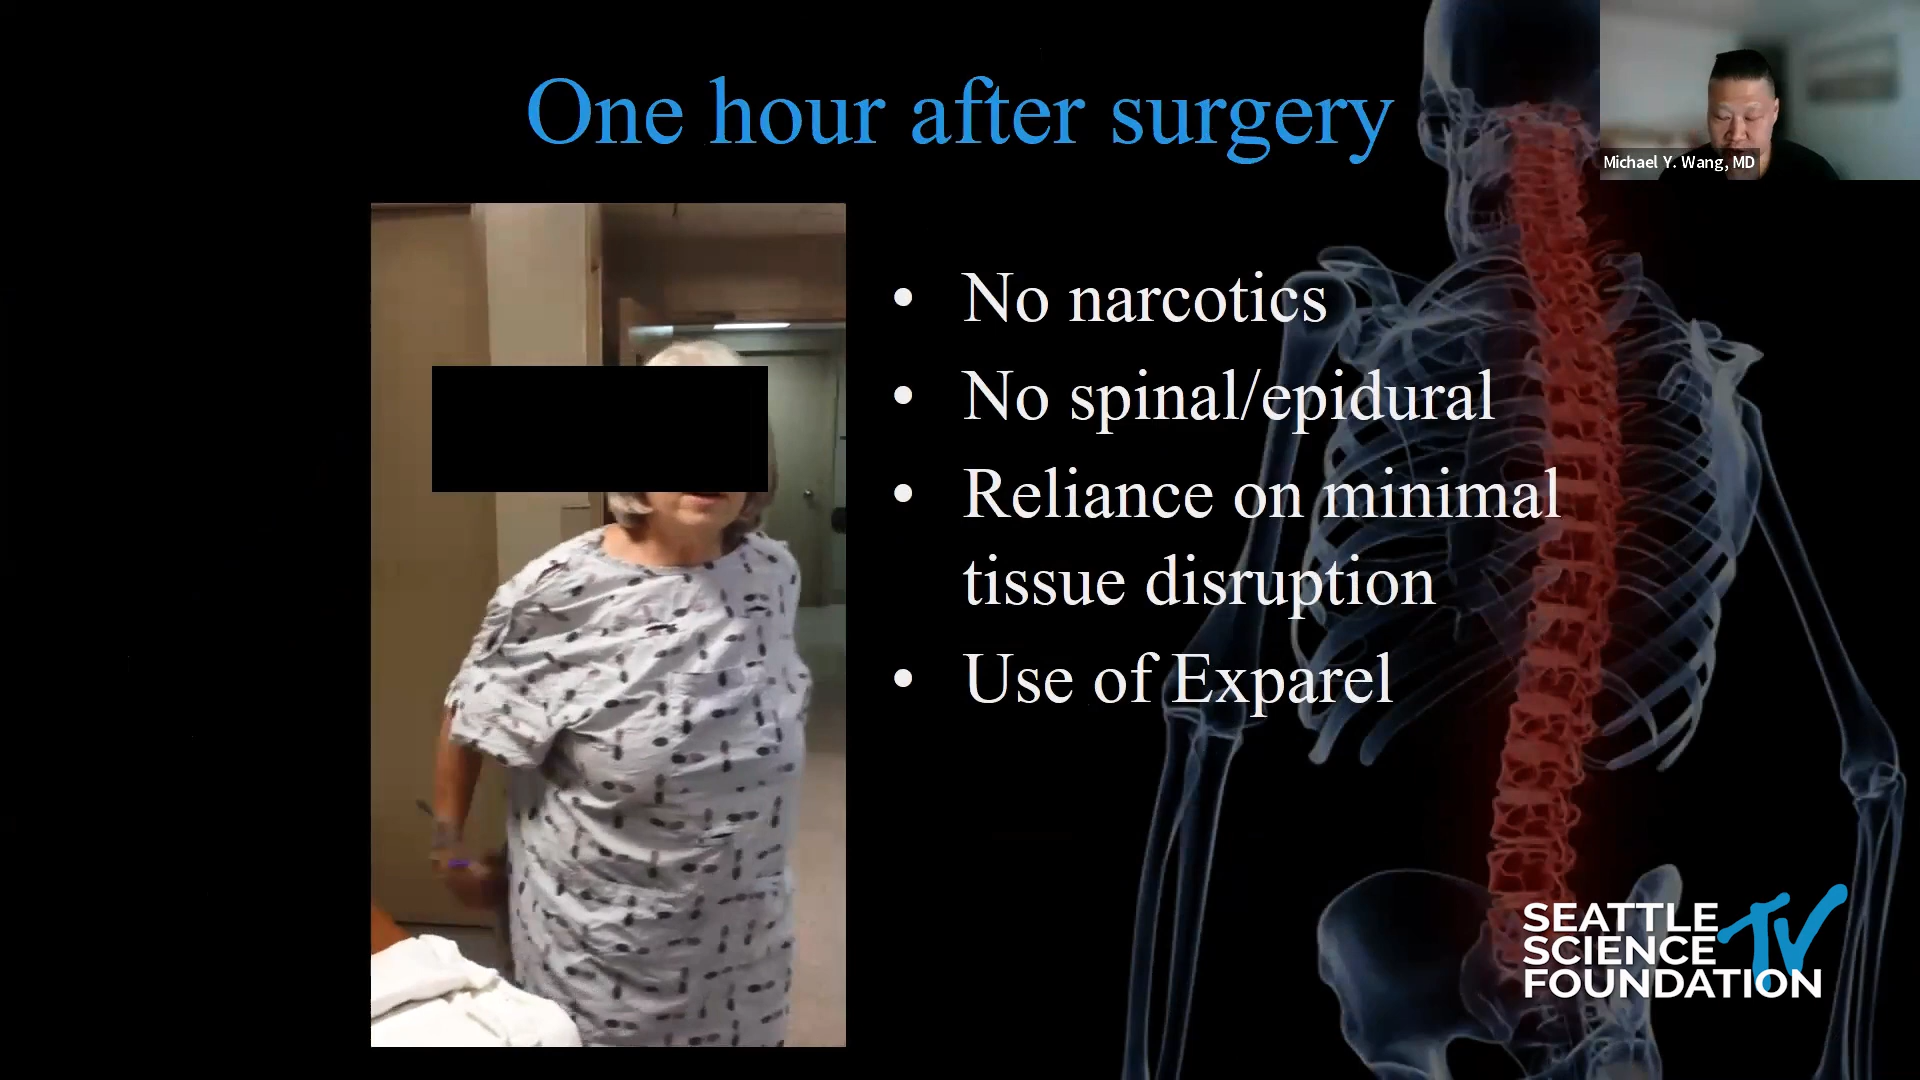 One hour after surgery
Michael Y. Wang, MD
• No narcotics
• No spinal/epidural
• Reliance on minimal
tissue disruption
• Use of Exparel
SEATTLE
SCIENCE
FOUNDATION
TV